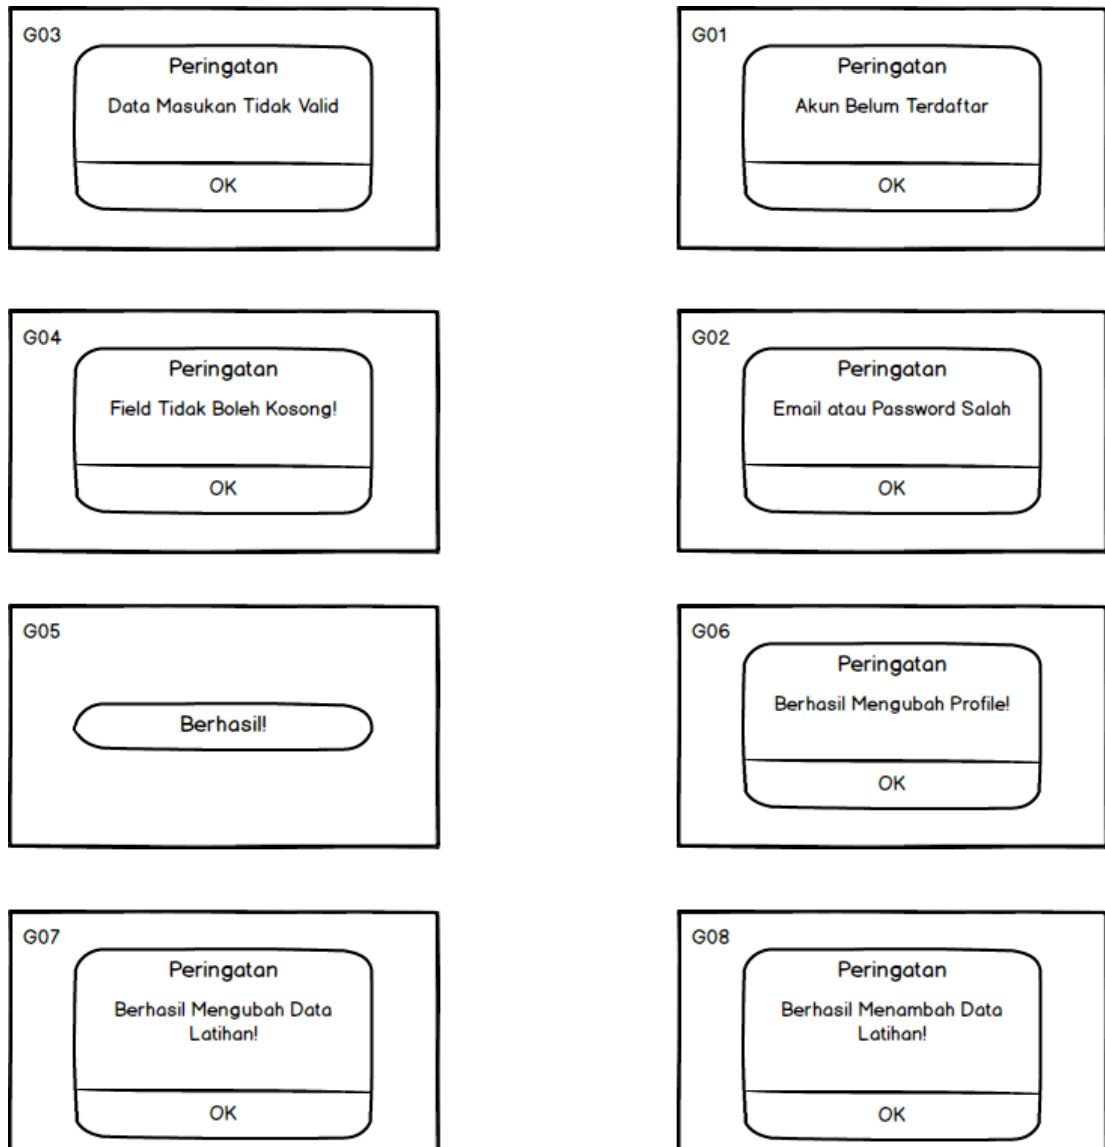 G03
Peringatan
Data Masukan Tidak Valid
OK
G01
Peringatan
Akun Belum Terdaftar
OK
G04
Peringatan
Field Tidak Boleh Kosong!
OK
G02
Peringatan
Email atau Password Salah
OK
G05
Berhasil!
G06
Peringatan
Berhasil Mengubah Profile!
OK
G07
Peringatan
Berhasil Mengubah Data
Latihan!
OK
G08
Peringatan
Berhasil Menambah Data
Latihan!
OK